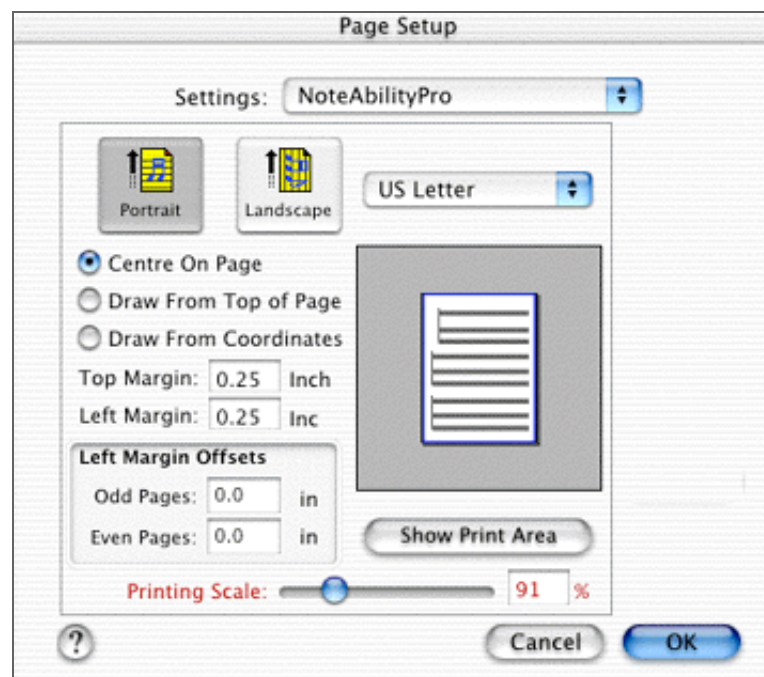 Page Setup
Settings: NoteAbilityPro
Portrait
Landscape
US Letter
Centre On Page
Draw From Top of Page
Draw From Coordinates
Top Margin: 0.25 Inch
Left Margin: 0.25 Inc
Left Margin Offsets
Odd Pages: 0.0 in
Even Pages: 0.0 in
Show Print Area
Printing Scale: 91 %
? Cancel OK